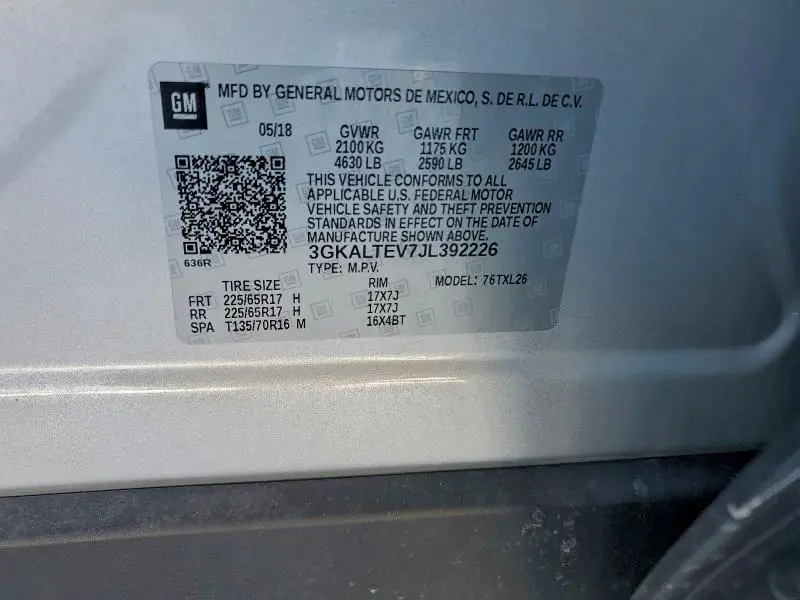 GM
MFD BY GENERAL MOTORS DE MEXICO, S. DE R.L. DE C.V.
05/18 GVWR GAWR FRT GAWR RR
2100 KG 1175 KG 1200 KG
4630 LB 2590 LB 2645 LB
THIS VEHICLE CONFORMS TO ALL
APPLICABLE U.S. FEDERAL MOTOR
VEHICLE SAFETY AND THEFT PREVENTION
STANDARDS IN EFFECT ON THE DATE OF
MANUFACTURE SHOWN ABOVE.
636R
3GKALTEV7JL392226
TYPE: M.P.V. MODEL: 76TXL26
TIRE SIZE RIM
FRT 225/65R17 H 17X7J
RR 225/65R17 H 17X7J
SPA T135/70R16 M 16X4BT